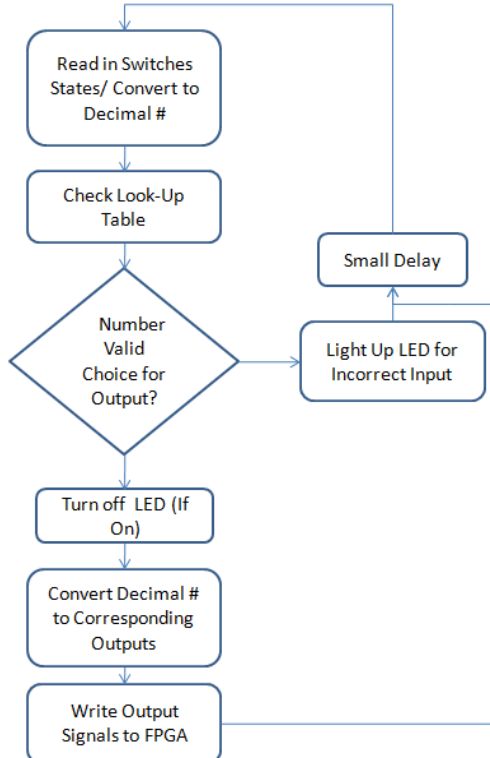 Read in Switches
States/ Convert to
Decimal #
Check Look-Up
Table
Number
Valid
Choice for
Output?
Small Delay
Light Up LED for
Incorrect Input
Turn off LED (If
On)
Convert Decimal #
to Corresponding
Outputs
Write Output
Signals to FPGA